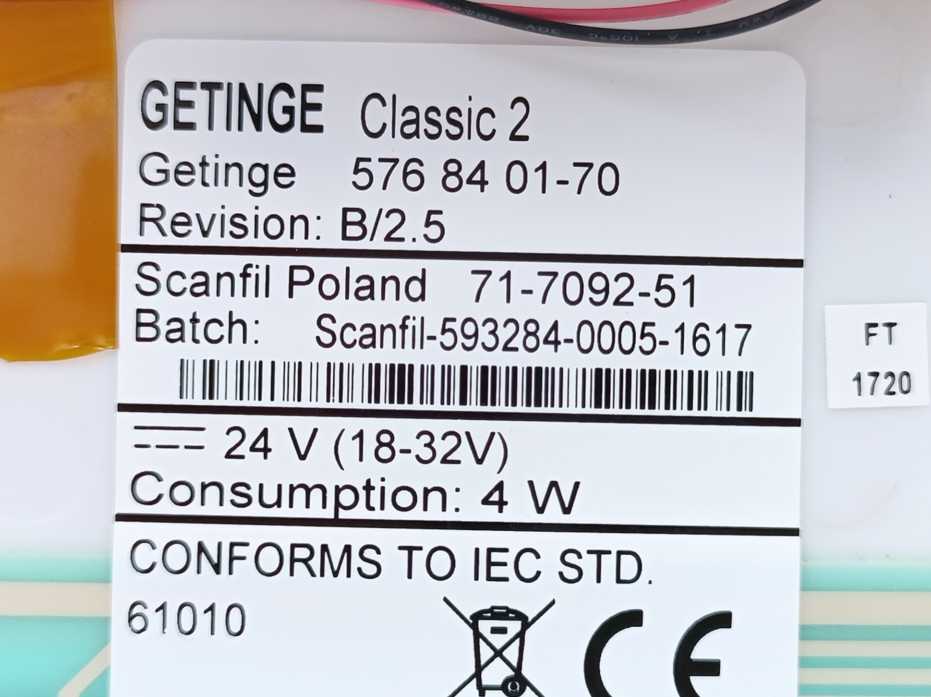 GETINGE Classic 2
Getinge 576 84 01-70
Revision: B/2.5
Scanfil Poland 71-7092-51
Batch: Scanfil-593284-0005-1617
24 V (18-32V)
Consumption: 4 W
CONFORMS TO IEC STD.
61010
CE
FT
1720